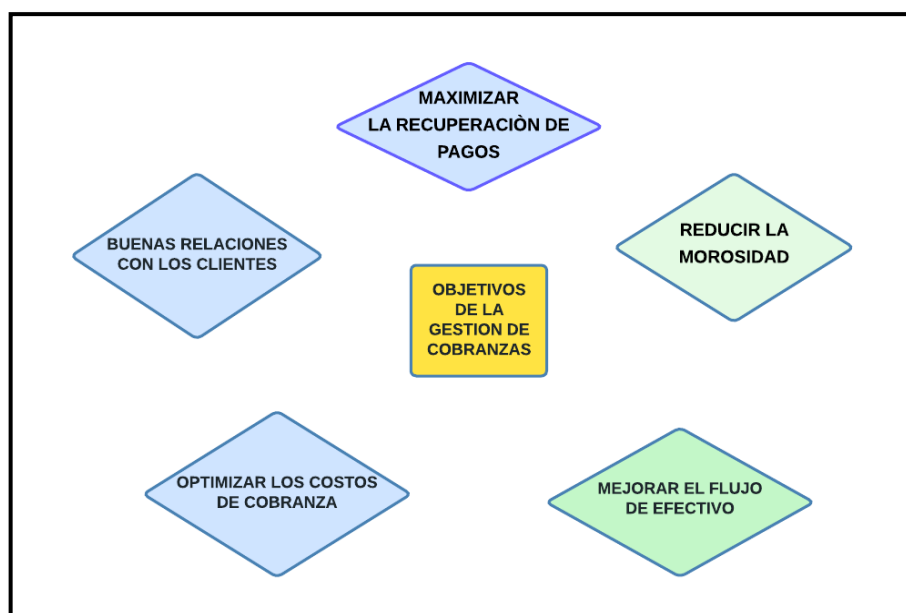 MAXIMIZAR
LA RECUPERACIÒN DE
PAGOS
BUENAS RELACIONES
CON LOS CLIENTES
REDUCIR LA
MOROSIDAD
OBJETIVOS
DE LA
GESTION DE
COBRANZAS
OPTIMIZAR LOS COSTOS
DE COBRANZA
MEJORAR EL FLUJO
DE EFECTIVO